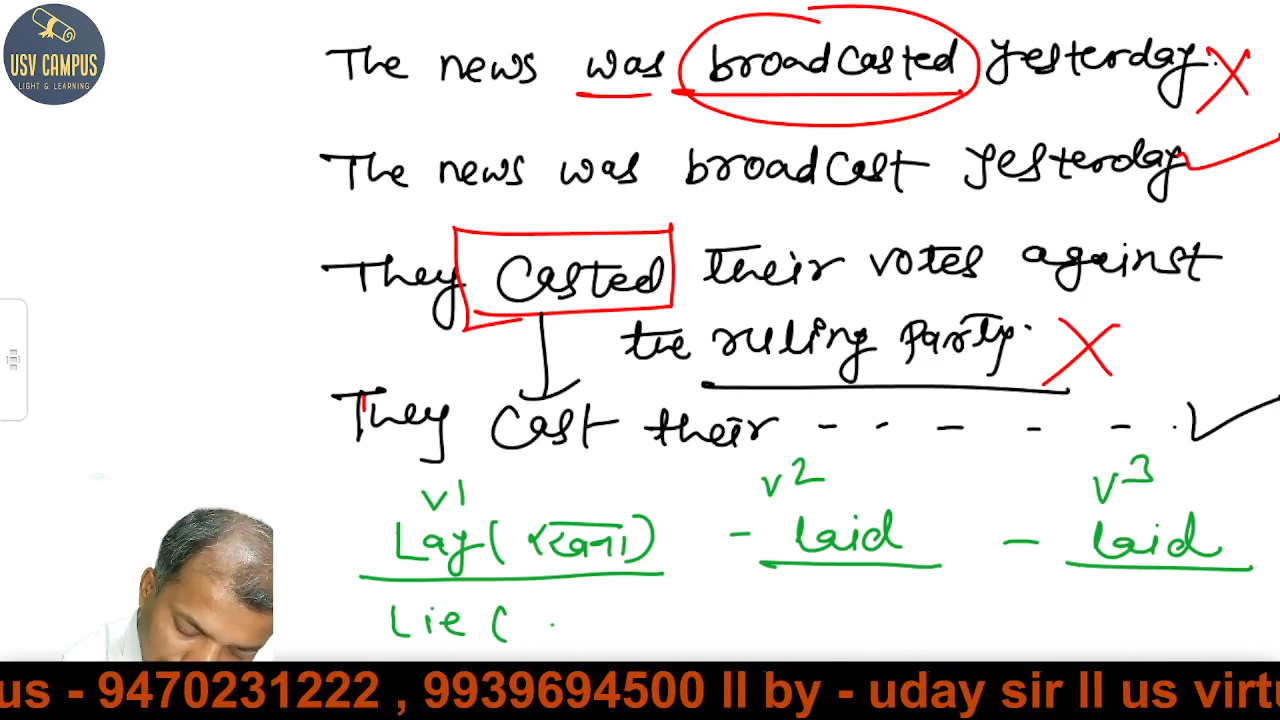 USV CAMPUS
LIGHT & LEARNING
The news was broadcasted yesterday.
The news was broadcast yesterday
They casted their votes against
the ruling party.
They cast their - - - - - .
V1 V2 V3
Lay (रखना) - laid - laid
Lie (
us - 9470231222 , 9939694500 ll by - uday sir ll us virtu